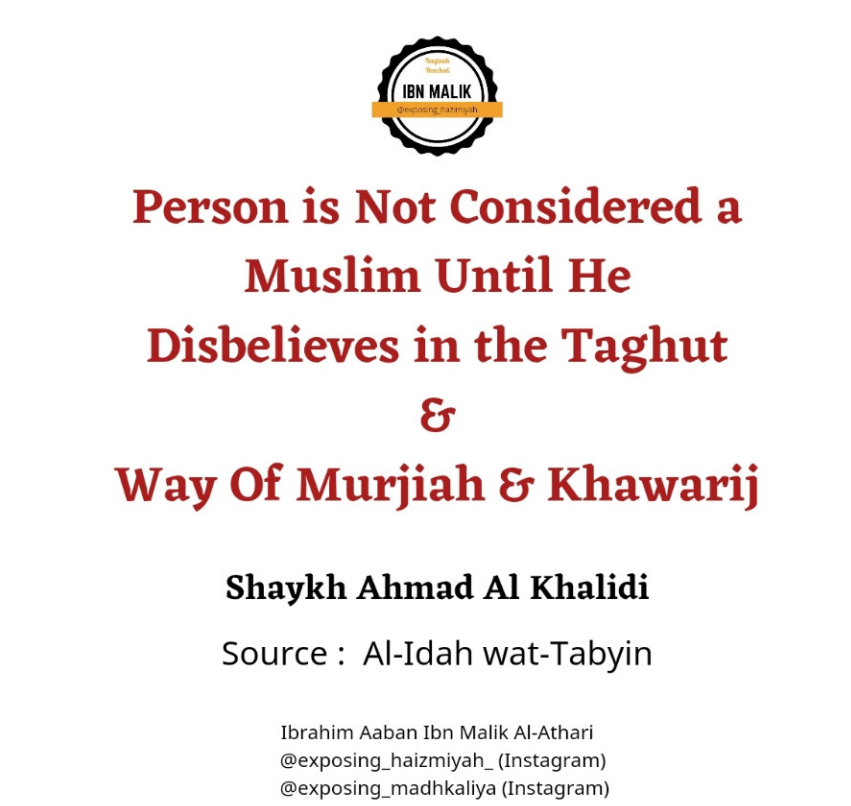 IBN MALIK
@exposing_hazimiyah
Person is Not Considered a
Muslim Until He
Disbelieves in the Taghut
&
Way Of Murjiah & Khawarij
Shaykh Ahmad Al Khalidi
Source : Al-Idah wat-Tabyin
Ibrahim Aaban Ibn Malik Al-Athari
@exposing_haizmiyah_ (Instagram)
@exposing_madhkaliya (Instagram)